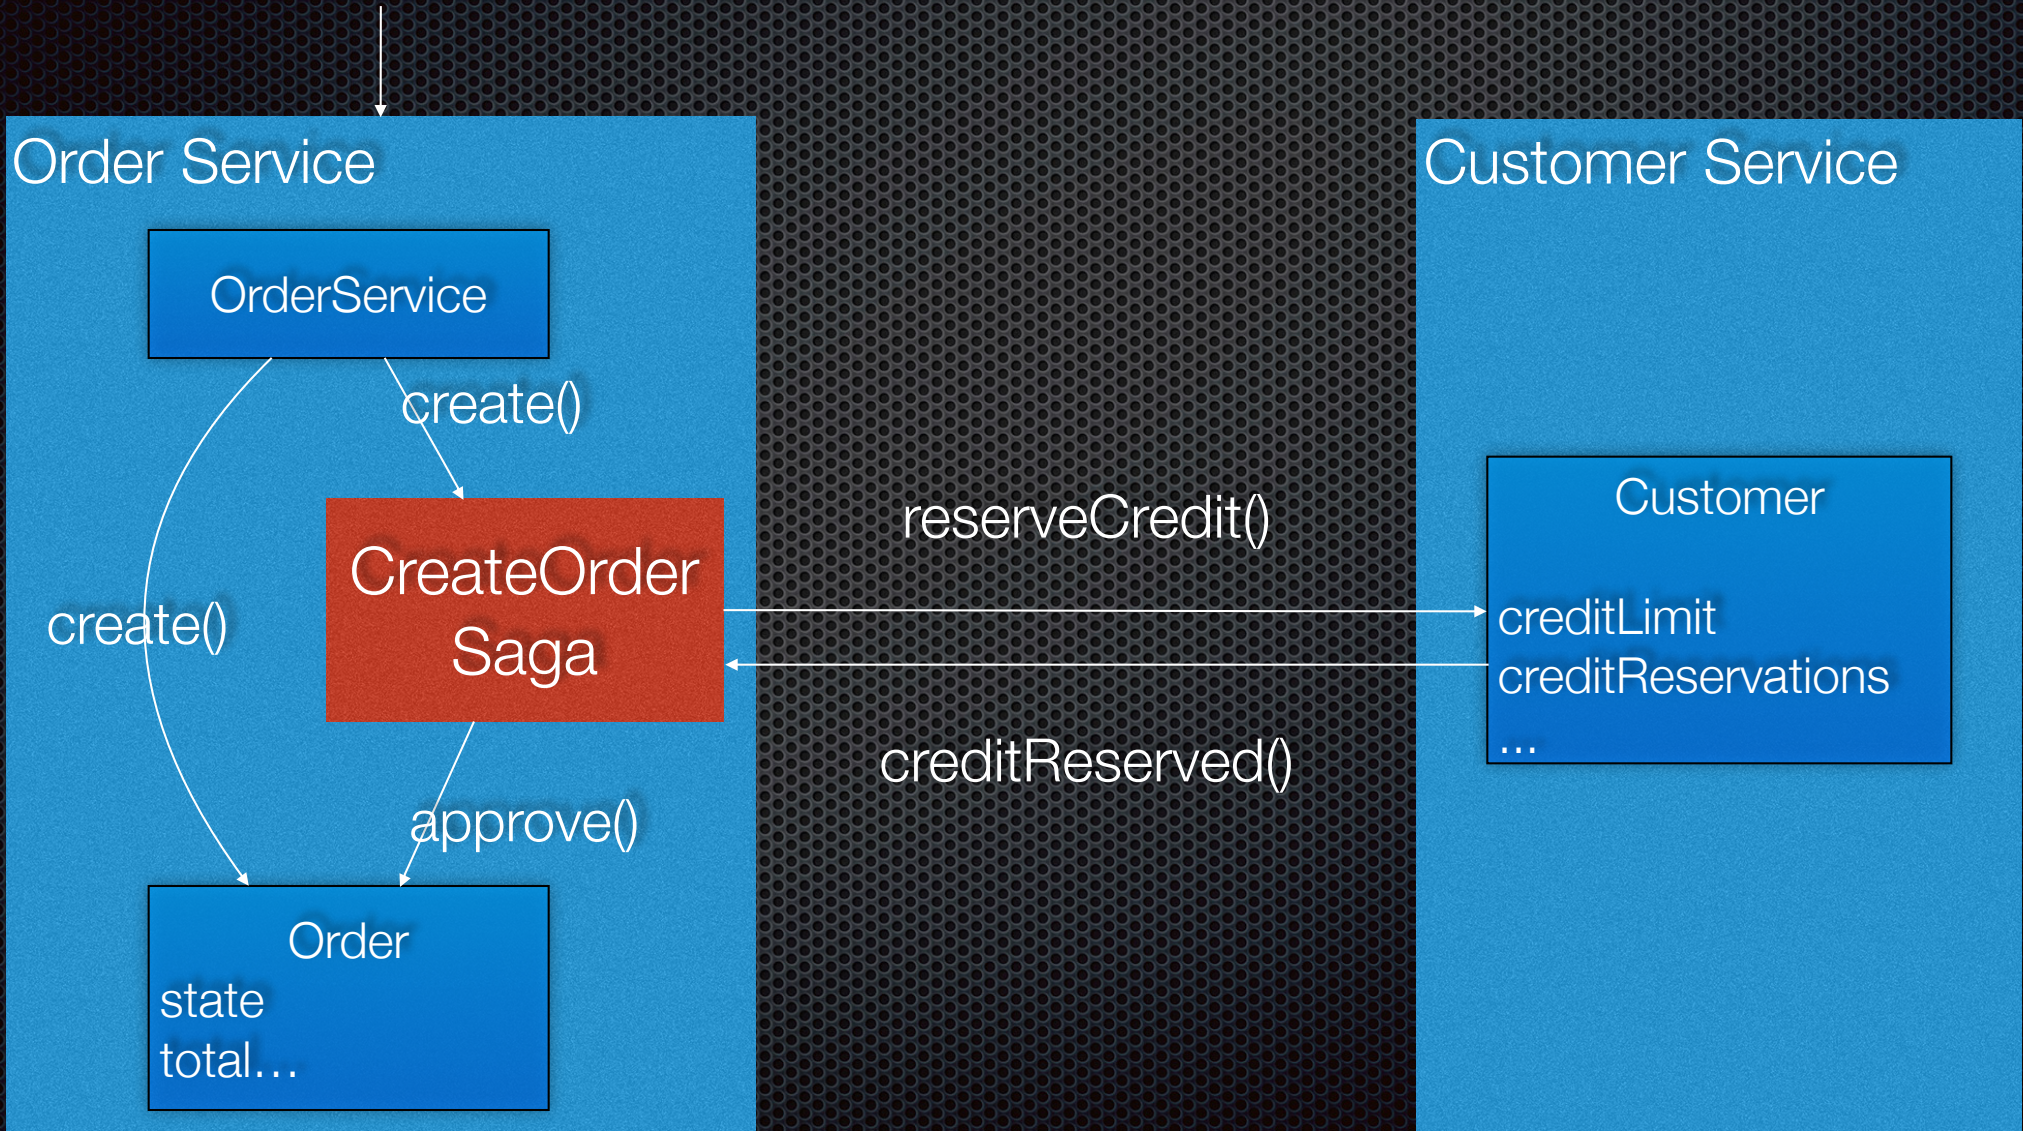 Order Service
OrderService
create()
CreateOrder
Saga
create()
approve()
Order
state
total...
reserveCredit()
creditReserved()
Customer Service
Customer
creditLimit
creditReservations
...